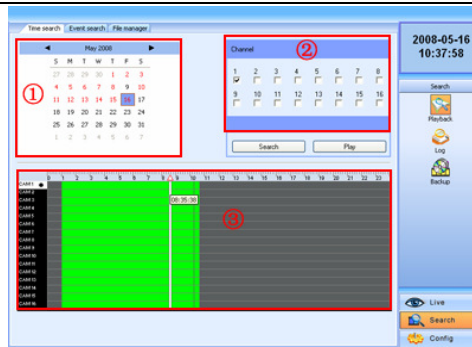 Time search Event search File manager
May 2008
S M T W T F S
27 28 29 30 1 2 3
4 5 6 7 8 9 10
11 12 13 14 15 16 17
18 19 20 21 22 23 24
25 26 27 28 29 30 31
1 2 3 4 5 6 7
①
Channel
②
1 2 3 4 5 6 7 8
9 10 11 12 13 14 15 16
Search Play
2008-05-16
10:37:58
Search
Playback
Log
Backup
0 1 2 3 4 5 6 7 8 9 10 11 12 13 14 15 16 17 18 19 20 21 22 23
CAM1
CAM2
CAM3
CAM4
CAM5
CAM6
CAM7
CAM8
CAM9
CAM10
CAM11
CAM12
CAM13
CAM14
CAM15
CAM16
08:35:38
③
Live
Search
Config